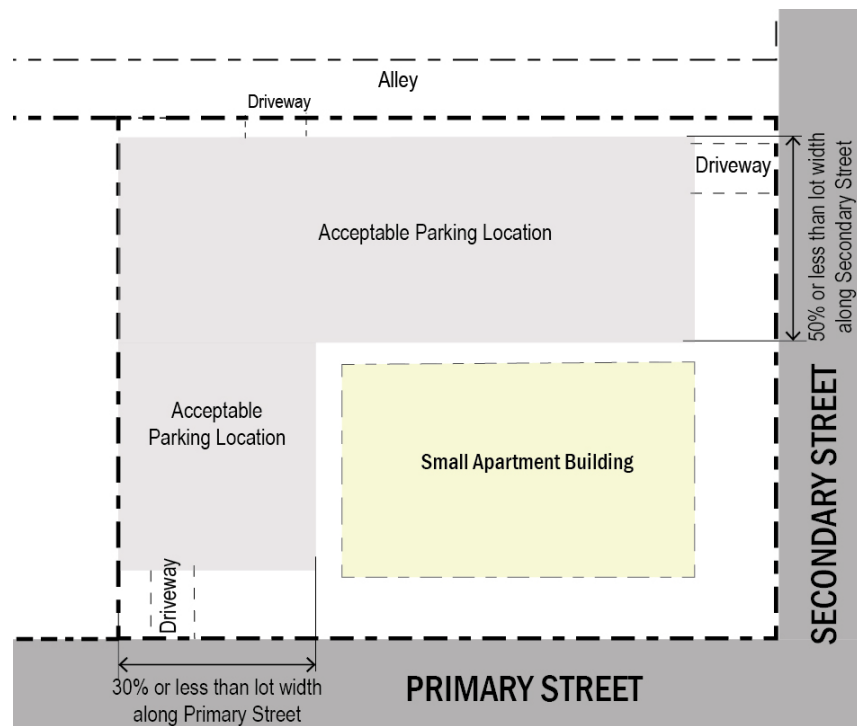 Alley
Driveway
Driveway
Acceptable Parking Location
50% or less than lot width
along Secondary Street
Acceptable
Parking Location
Small Apartment Building
SECONDARY STREET
Driveway
30% or less than lot width
along Primary Street
PRIMARY STREET